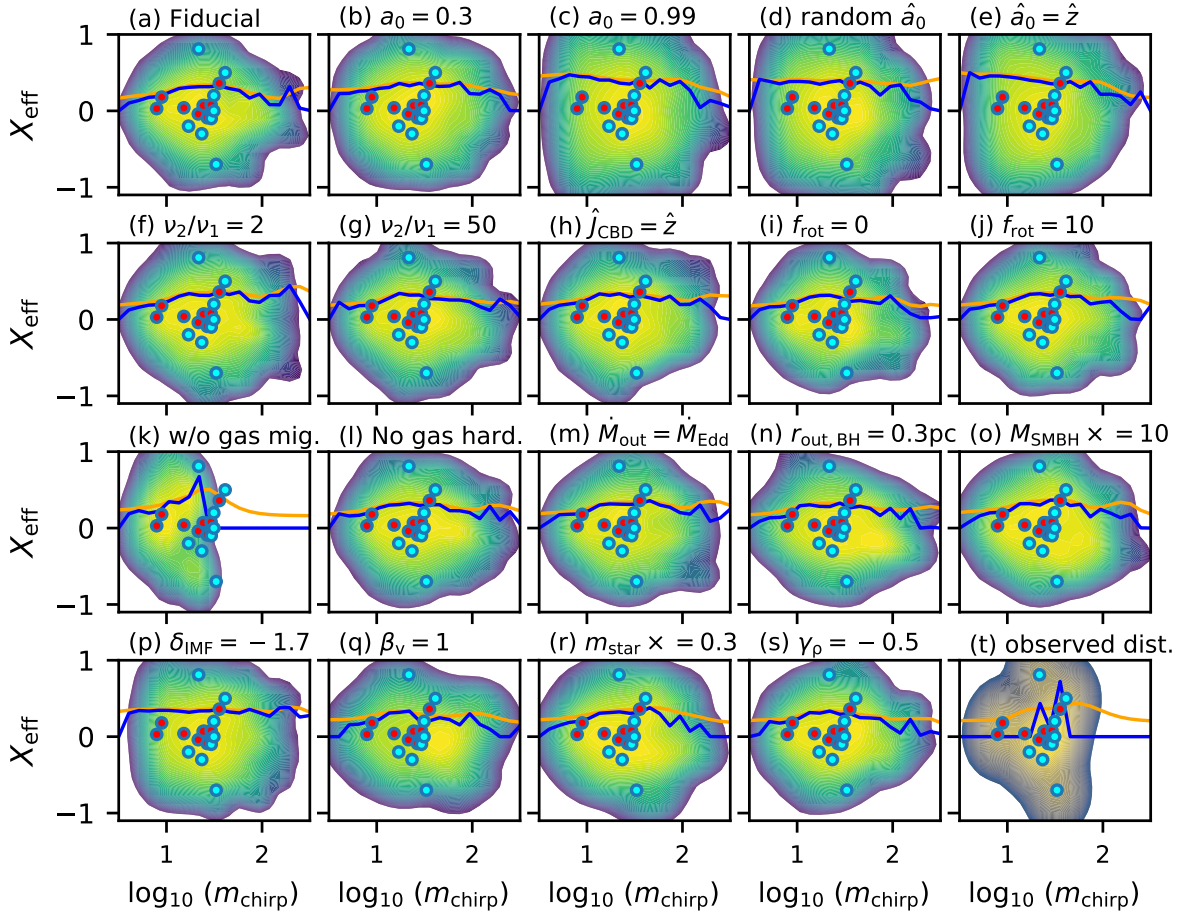 (a) Fiducial
(b) a₀ = 0.3
(c) a₀ = 0.99
(d) random â₀
(e) â₀ = ẑ
1
0
−1
X_eff
(f) ν₂/ν₁ = 2
(g) ν₂/ν₁ = 50
(h) Ĵ_CBD = ẑ
(i) f_rot = 0
(j) f_rot = 10
1
0
−1
X_eff
(k) w/o gas mig.
(l) No gas hard.
(m) Ṁ_out = Ṁ_Edd
(n) r_out, BH = 0.3pc
(o) M_SMBH × = 10
1
0
−1
X_eff
(p) δ_IMF = −1.7
(q) β_v = 1
(r) m_star × = 0.3
(s) γ_ρ = −0.5
(t) observed dist.
1
0
−1
X_eff
1 2
1 2
1 2
1 2
1 2
log₁₀ (m_chirp)
log₁₀ (m_chirp)
log₁₀ (m_chirp)
log₁₀ (m_chirp)
log₁₀ (m_chirp)